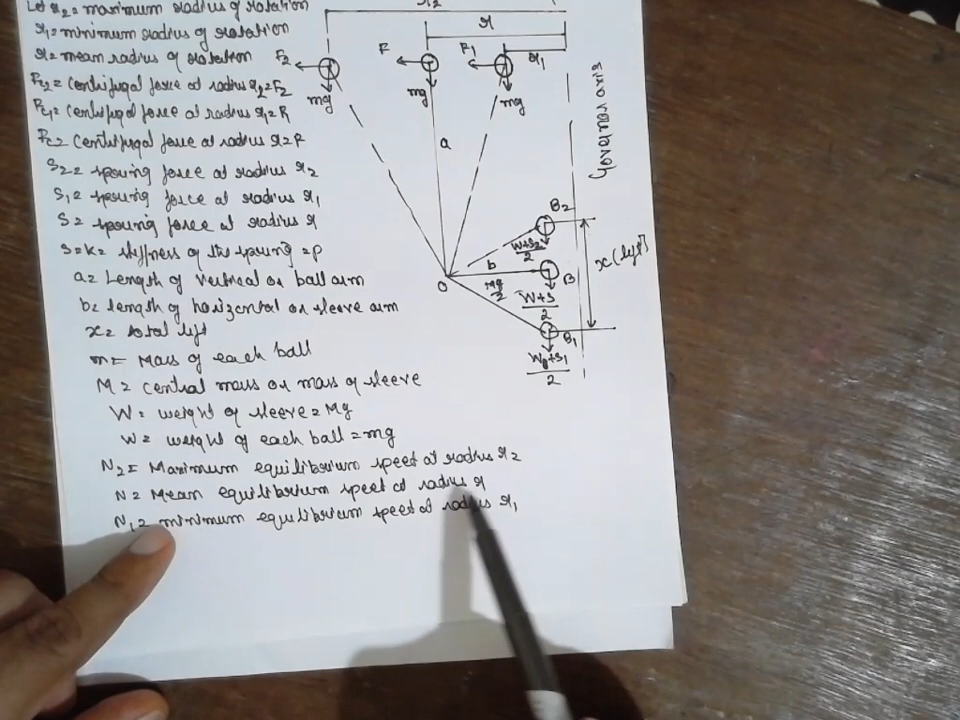 Let r2 = maximum radius of rotation
r1 = minimum radius of rotation
r = mean radius of rotation
Fc2 = centrifugal force at radius r2 = F2
Fc1 = centrifugal force at radius r1 = F1
Fc = centrifugal force at radius r = F
S2 = spring force at radius r2
S1 = spring force at radius r1
S = spring force at radius r
s = k = stiffness of the spring = p
a = Length of vertical or ball arm
b = length of horizontal or sleeve arm
x = total lift
m = Mass of each ball
M = central mass or mass of sleeve
W = weight of sleeve = Mg
w = weight of each ball = mg
N2 = Maximum equilibrium speed at radius r2
N = Mean equilibrium speed at radius r
N1 = minimum equilibrium speed at radius r1
r2
r
r1
F2
F
F1
mg
mg
mg
a
Governor axis
B2
W+S2
2
b
O
Mg
2
B
W+S
2
x (lift)
B1
W+S1
2